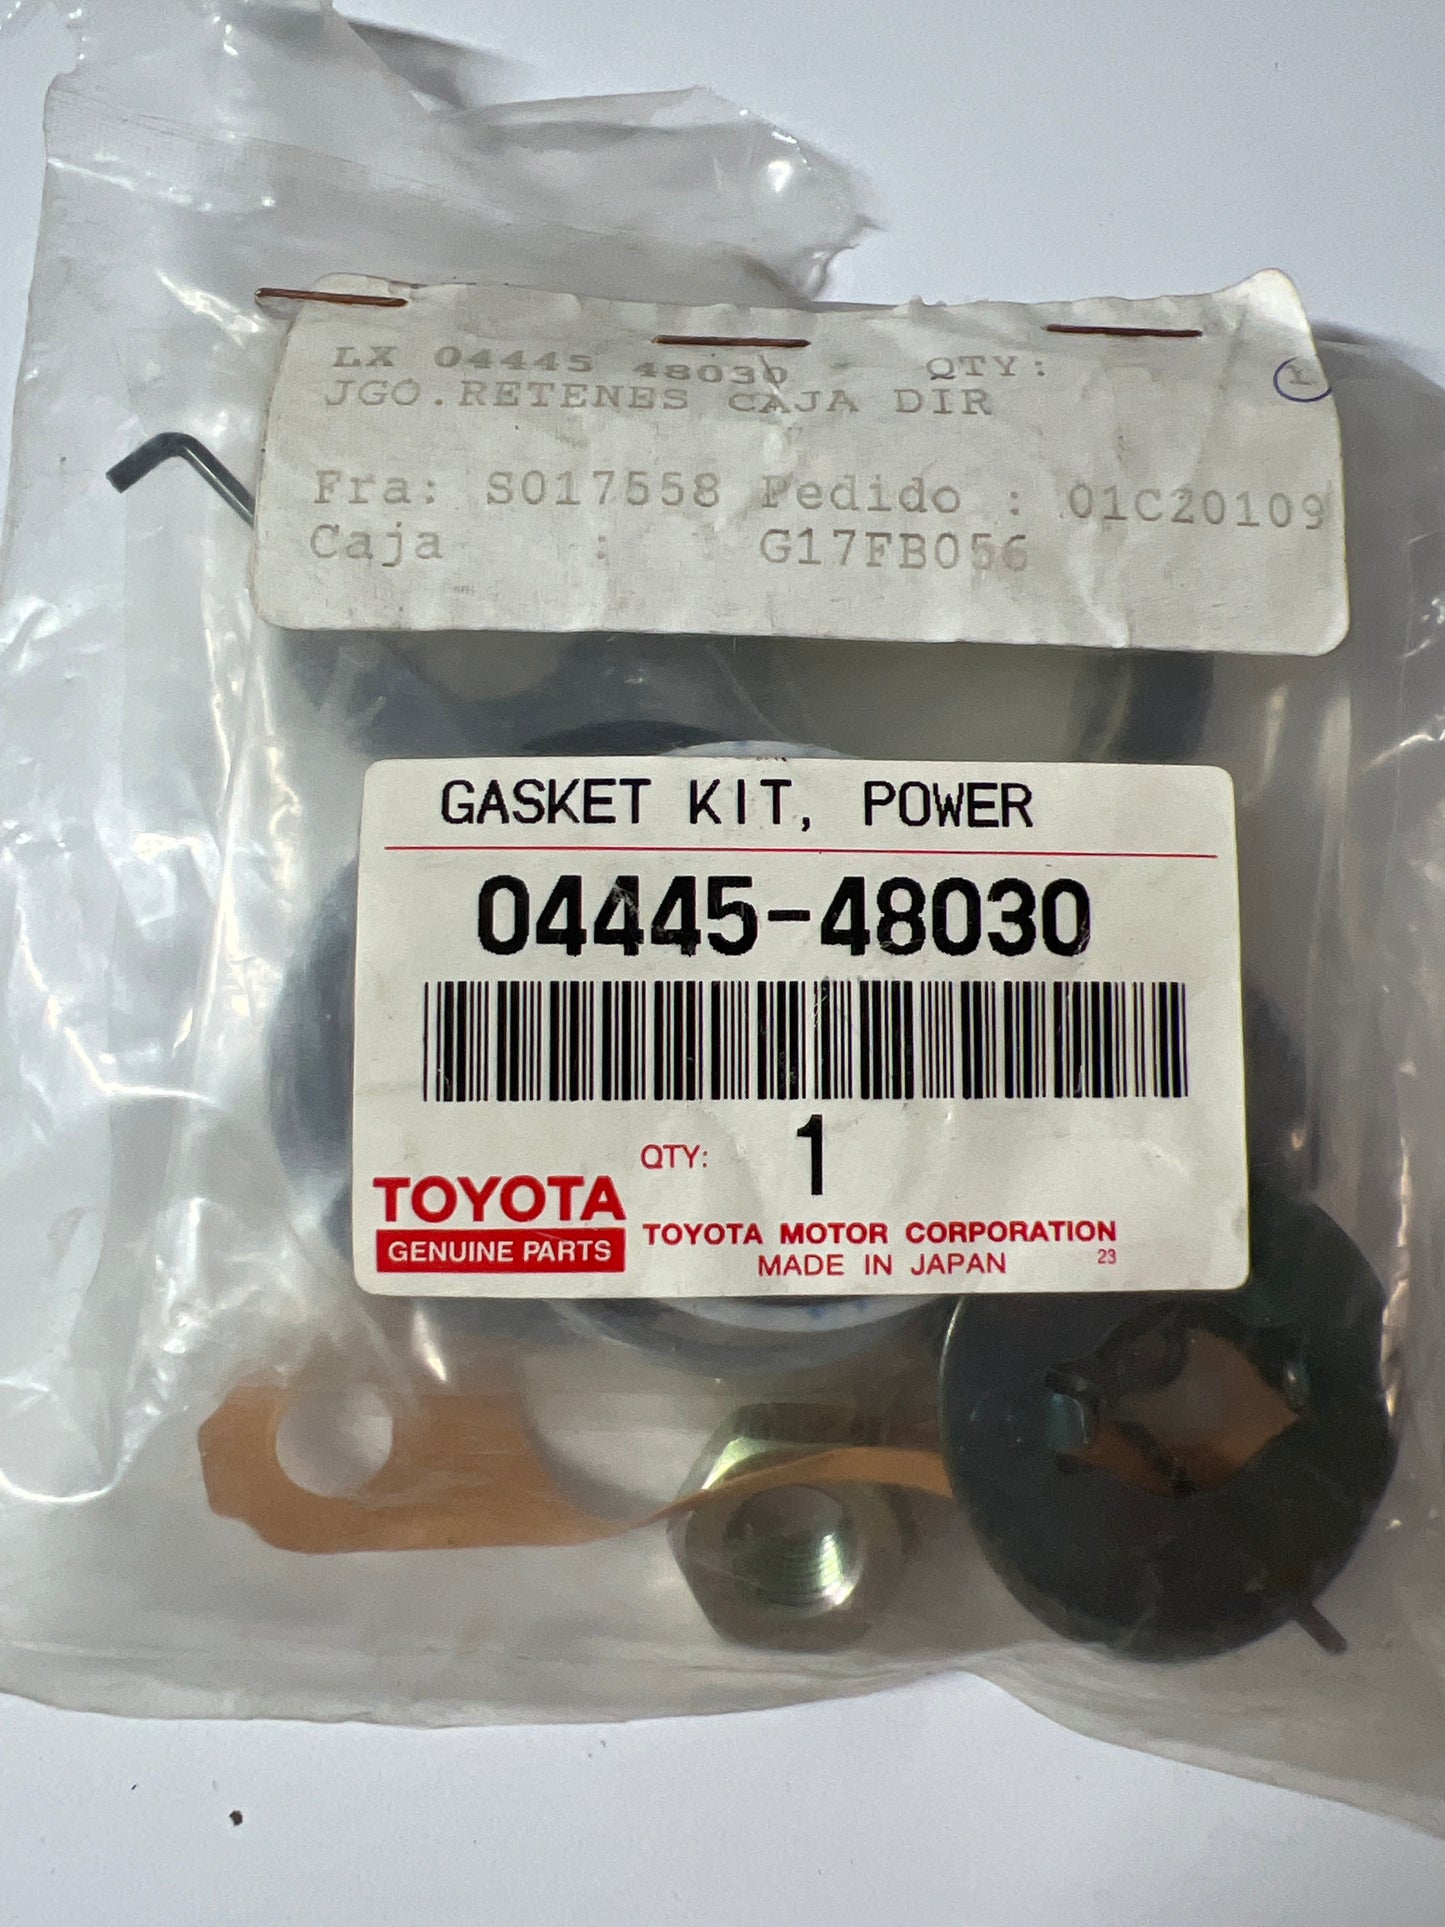 LX 04445 48030 - QTY: 1
JGO.RETENES CAJA DIR
Fra: S017558 Pedido : 01C20109
Caja : G17FB056
GASKET KIT, POWER
04445-48030
QTY: 1
TOYOTA
GENUINE PARTS
TOYOTA MOTOR CORPORATION
MADE IN JAPAN 23